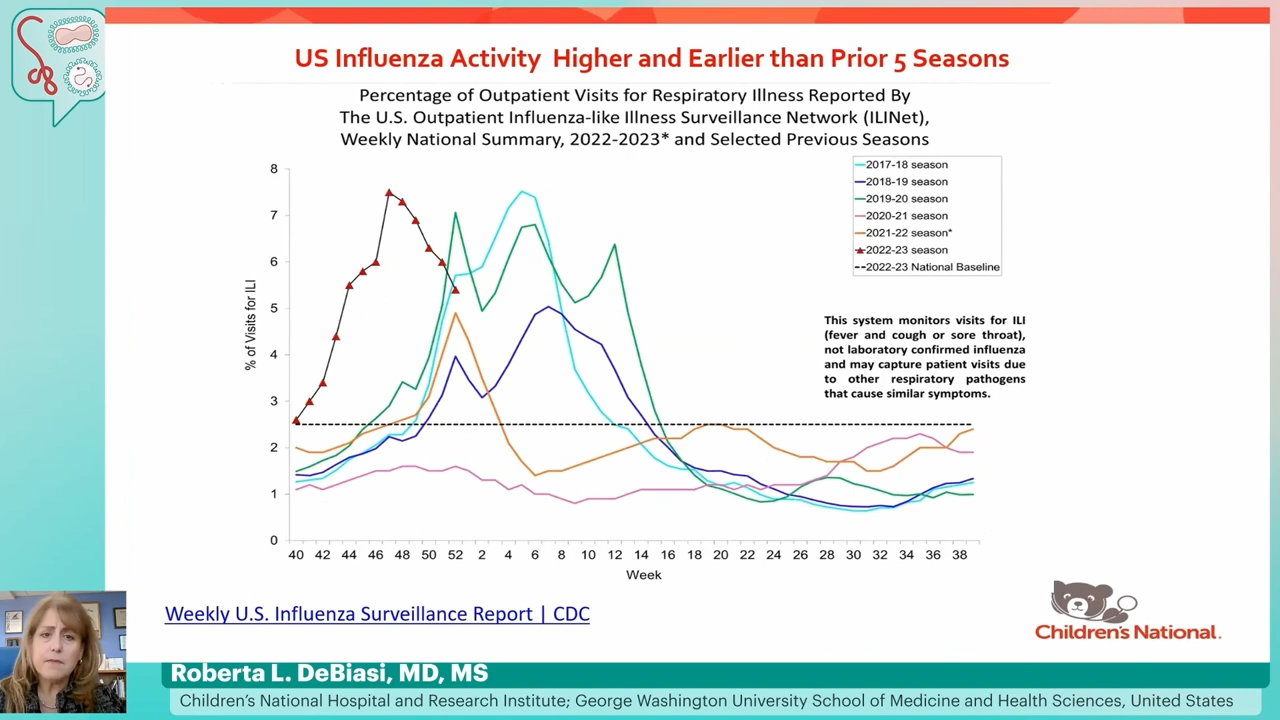 US Influenza Activity Higher and Earlier than Prior 5 Seasons
Percentage of Outpatient Visits for Respiratory Illness Reported By
The U.S. Outpatient Influenza-like Illness Surveillance Network (ILINet),
Weekly National Summary, 2022-2023* and Selected Previous Seasons
8
7
6
5
4
3
2
1
0
% of Visits for ILI
2017-18 season
2018-19 season
2019-20 season
2020-21 season
2021-22 season*
2022-23 season
2022-23 National Baseline
This system monitors visits for ILI
(fever and cough or sore throat),
not laboratory confirmed influenza
and may capture patient visits due
to other respiratory pathogens
that cause similar symptoms.
40 42 44 46 48 50 52 2 4 6 8 10 12 14 16 18 20 22 24 26 28 30 32 34 36 38
Week
Weekly U.S. Influenza Surveillance Report | CDC
Children's National.
Roberta L. DeBiasi, MD, MS
Children's National Hospital and Research Institute; George Washington University School of Medicine and Health Sciences, United States